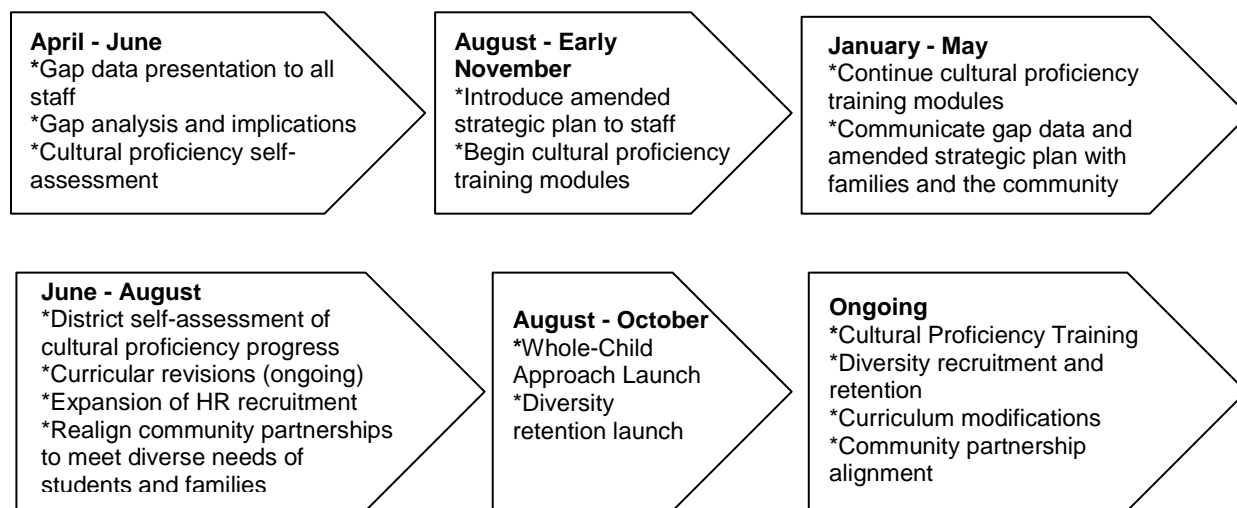 April - June
*Gap data presentation to all
staff
*Gap analysis and implications
*Cultural proficiency self-
assessment
August - Early
November
*Introduce amended
strategic plan to staff
*Begin cultural proficiency
training modules
January - May
*Continue cultural proficiency
training modules
*Communicate gap data and
amended strategic plan with
families and the community
June - August
*District self-assessment of
cultural proficiency progress
*Curricular revisions (ongoing)
*Expansion of HR recruitment
*Realign community partnerships
to meet diverse needs of
students and families
August - October
*Whole-Child
Approach Launch
*Diversity
retention launch
Ongoing
*Cultural Proficiency Training
*Diversity recruitment and
retention
*Curriculum modifications
*Community partnership
alignment